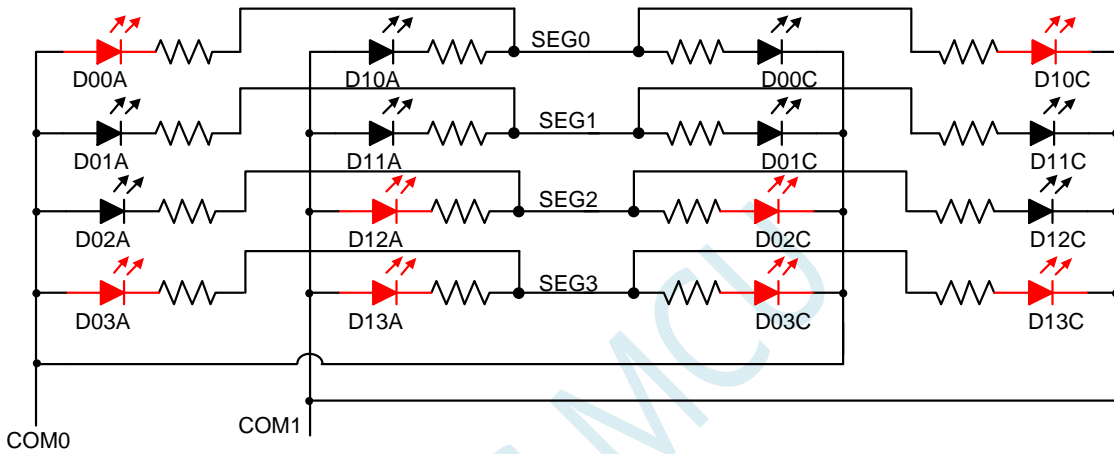 SEG0
D00A
D10A
D00C
D10C
SEG1
D01A
D11A
D01C
D11C
SEG2
D02A
D12A
D02C
D12C
SEG3
D03A
D13A
D03C
D13C
COM0
COM1
MCU